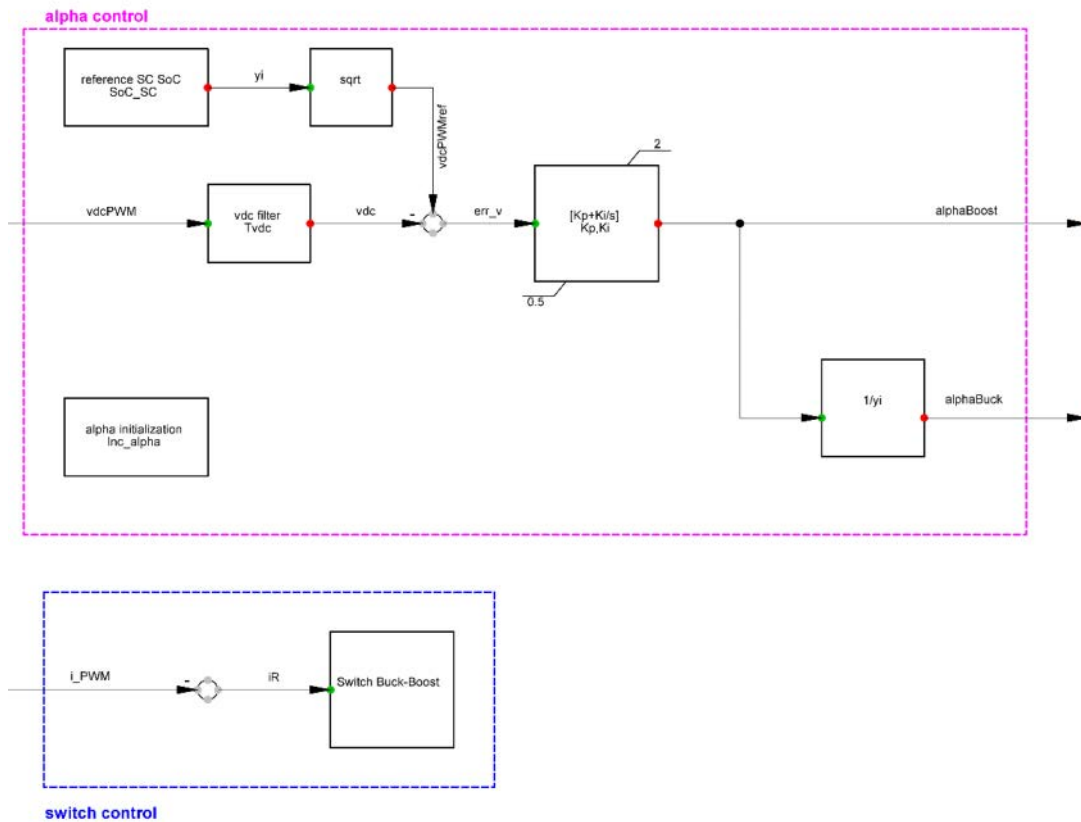 alpha control
reference SC SoC
SoC_SC
yi
sqrt
vdcPWMref
2
vdcPWM
vdc filter
Tvdc
vdc
-
err_v
[Kp+Ki/s]
Kp,Ki
alphaBoost
0.5
alpha initialization
Inc_alpha
1/yi
alphaBuck
i_PWM
-
iR
Switch Buck-Boost
switch control